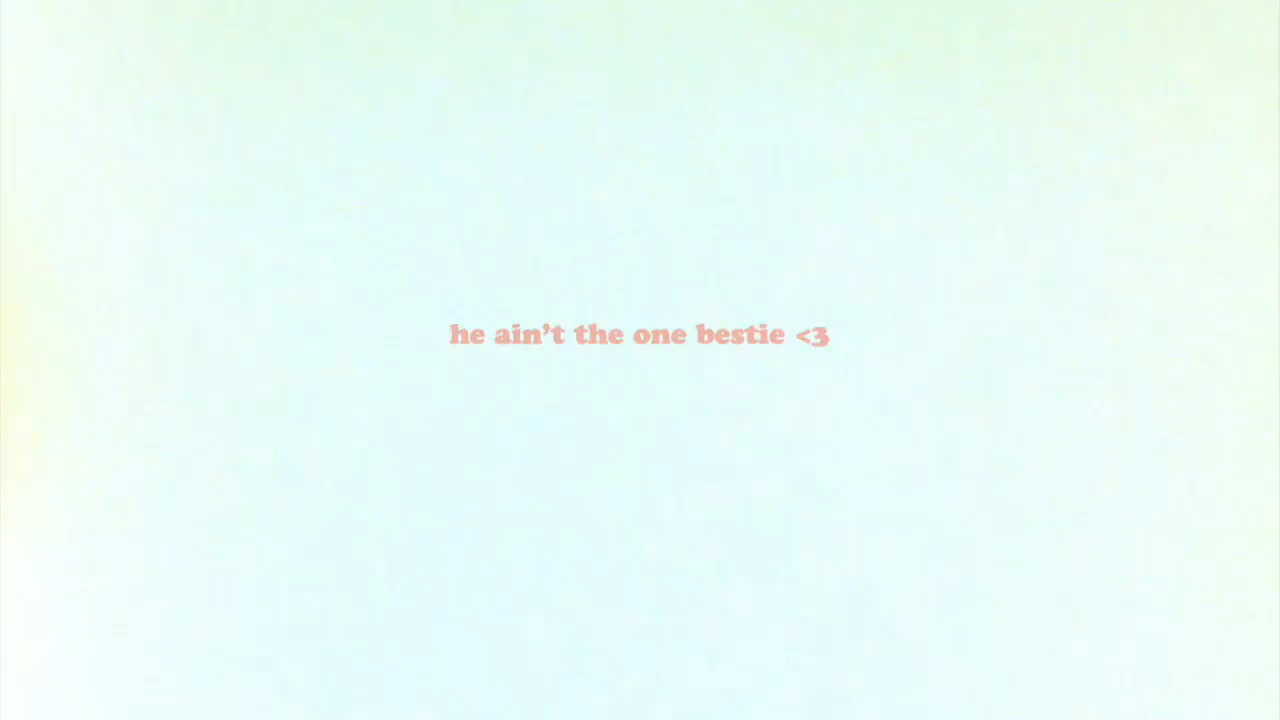 he ain’t the one bestie <3